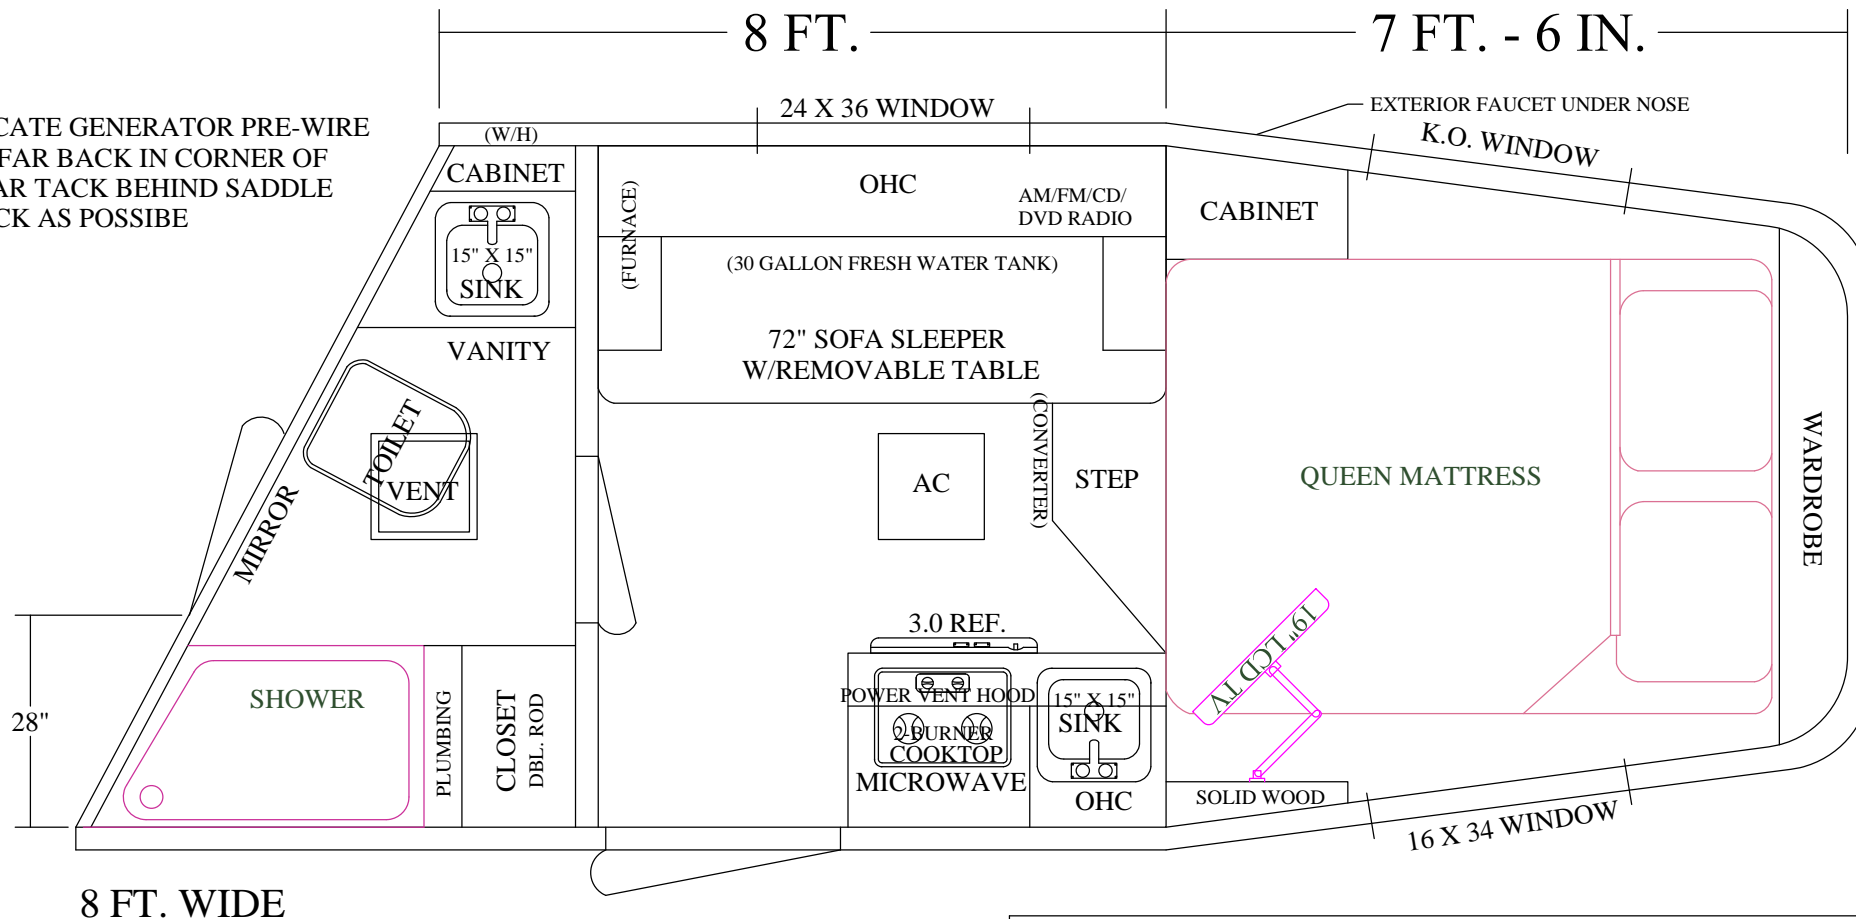 8 FT.
7 FT. - 6 IN.
CATE GENERATOR PRE-WIRE
FAR BACK IN CORNER OF
AR TACK BEHIND SADDLE
CK AS POSSIBE
(W/H)
24 X 36 WINDOW
EXTERIOR FAUCET UNDER NOSE
K.O. WINDOW
CABINET
15" X 15"
SINK
VANITY
(FURNACE)
OHC
AM/FM/CD/
DVD RADIO
(30 GALLON FRESH WATER TANK)
72" SOFA SLEEPER
W/REMOVABLE TABLE
CABINET
TOILET
VENT
MIRROR
AC
(CONVERTER)
STEP
QUEEN MATTRESS
WARDROBE
3.0 REF.
19" LCD TV
28"
SHOWER
PLUMBING
CLOSET
DBL. ROD
POWER VENT HOOD
2-BURNER
COOKTOP
MICROWAVE
15" X 15"
SINK
OHC
SOLID WOOD
16 X 34 WINDOW
8 FT. WIDE